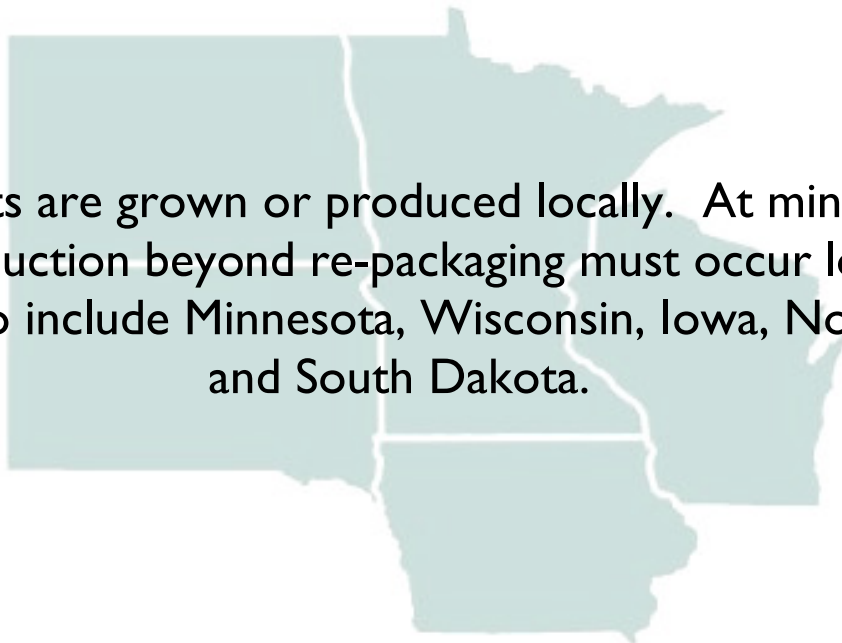 ts are grown or produced locally. At min
uction beyond re-packaging must occur l
o include Minnesota, Wisconsin, Iowa, No
and South Dakota.